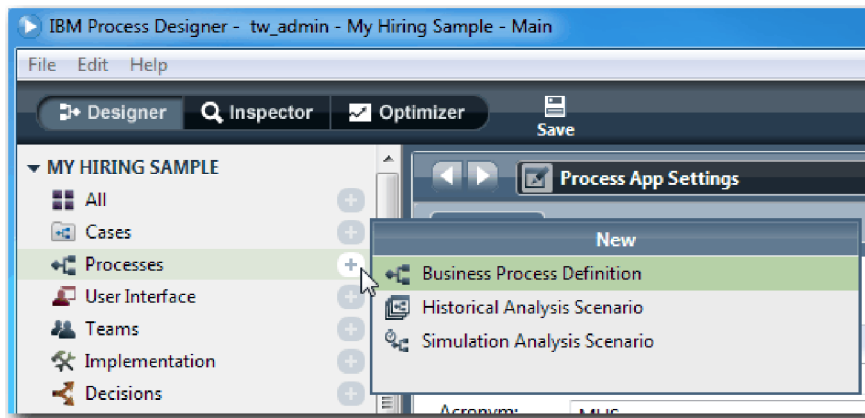 IBM Process Designer - tw_admin - My Hiring Sample - Main
File Edit Help
Designer Inspector Optimizer Save
MY HIRING SAMPLE
Process App Settings
All
Cases
New
Processes
Business Process Definition
User Interface
Historical Analysis Scenario
Teams
Simulation Analysis Scenario
Implementation
Decisions
Acronym: MHS